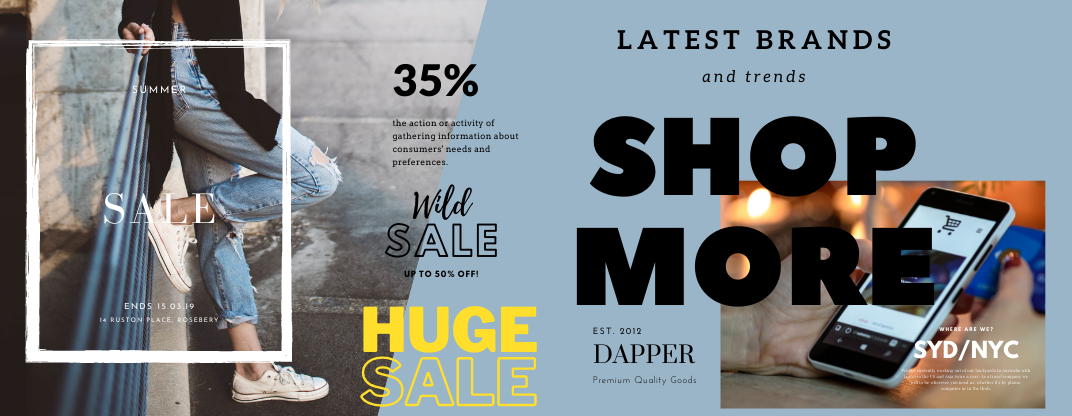 SUMMER
SALE
ENDS 15.03.19
14 RUSTON PLACE, ROSEBERY
35%
the action or activity of
gathering information about
consumers' needs and
preferences.
Wild
SALE
UP TO 50% OFF!
HUGE
SALE
LATEST BRANDS
and trends
SHOP
MORE
EST. 2012
DAPPER
Premium Quality Goods
WHERE ARE WE?
SYD/NYC